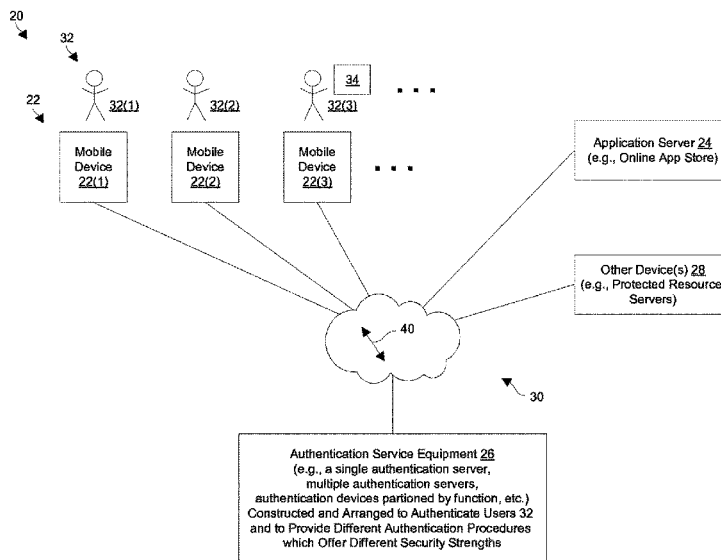 20
32
34
32(1)
32(2)
32(3)
22
Mobile
Device
22(1)
Mobile
Device
22(2)
Mobile
Device
22(3)
Application Server 24
(e.g., Online App Store)
Other Device(s) 28
(e.g., Protected Resource
Servers)
40
30
Authentication Service Equipment 26
(e.g., a single authentication server,
multiple authentication servers,
authentication devices partioned by function, etc.)
Constructed and Arranged to Authenticate Users 32
and to Provide Different Authentication Procedures
which Offer Different Security Strengths